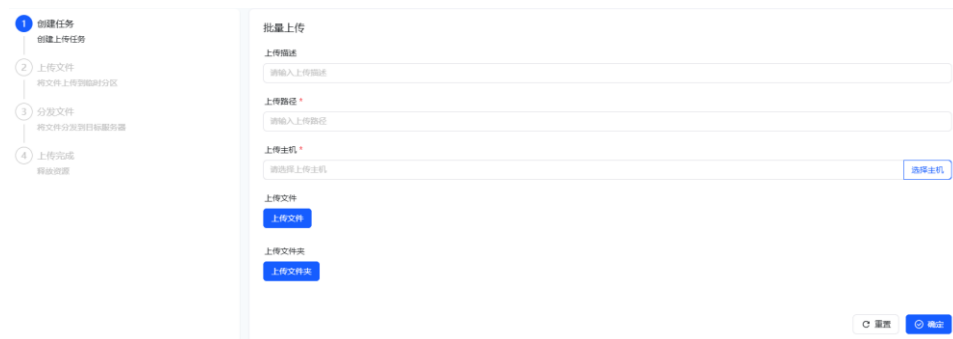 1 创建任务
创建上传任务
2 上传文件
将文件上传到临时分区
3 分发文件
将文件分发到目标服务器
4 上传完成
释放资源
批量上传
上传描述
请输入上传描述
上传路径 *
请输入上传路径
上传主机 *
请选择上传主机
选择主机
上传文件
上传文件
上传文件夹
上传文件夹
重置
确定